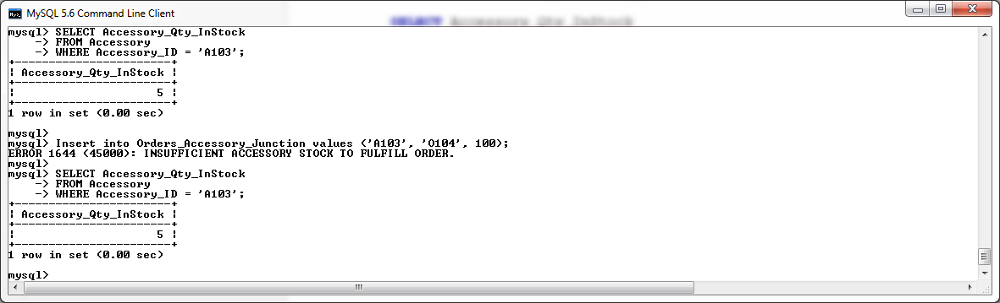 MySQL 5.6 Command Line Client
SELECT Accessory_Qty_InStock
mysql> SELECT Accessory_Qty_InStock
    -> FROM Accessory
    -> WHERE Accessory_ID = 'A103';
+-----------------------+
¦ Accessory_Qty_InStock ¦
+-----------------------+
¦                     5 ¦
+-----------------------+
1 row in set (0.00 sec)
mysql>
mysql> Insert into Orders_Accessory_Junction values ('A103', 'O104', 100);
ERROR 1644 (45000): INSUFFICIENT ACCESSORY STOCK TO FULFILL ORDER.
mysql>
mysql> SELECT Accessory_Qty_InStock
    -> FROM Accessory
    -> WHERE Accessory_ID = 'A103';
+-----------------------+
¦ Accessory_Qty_InStock ¦
+-----------------------+
¦                     5 ¦
+-----------------------+
1 row in set (0.00 sec)
mysql>